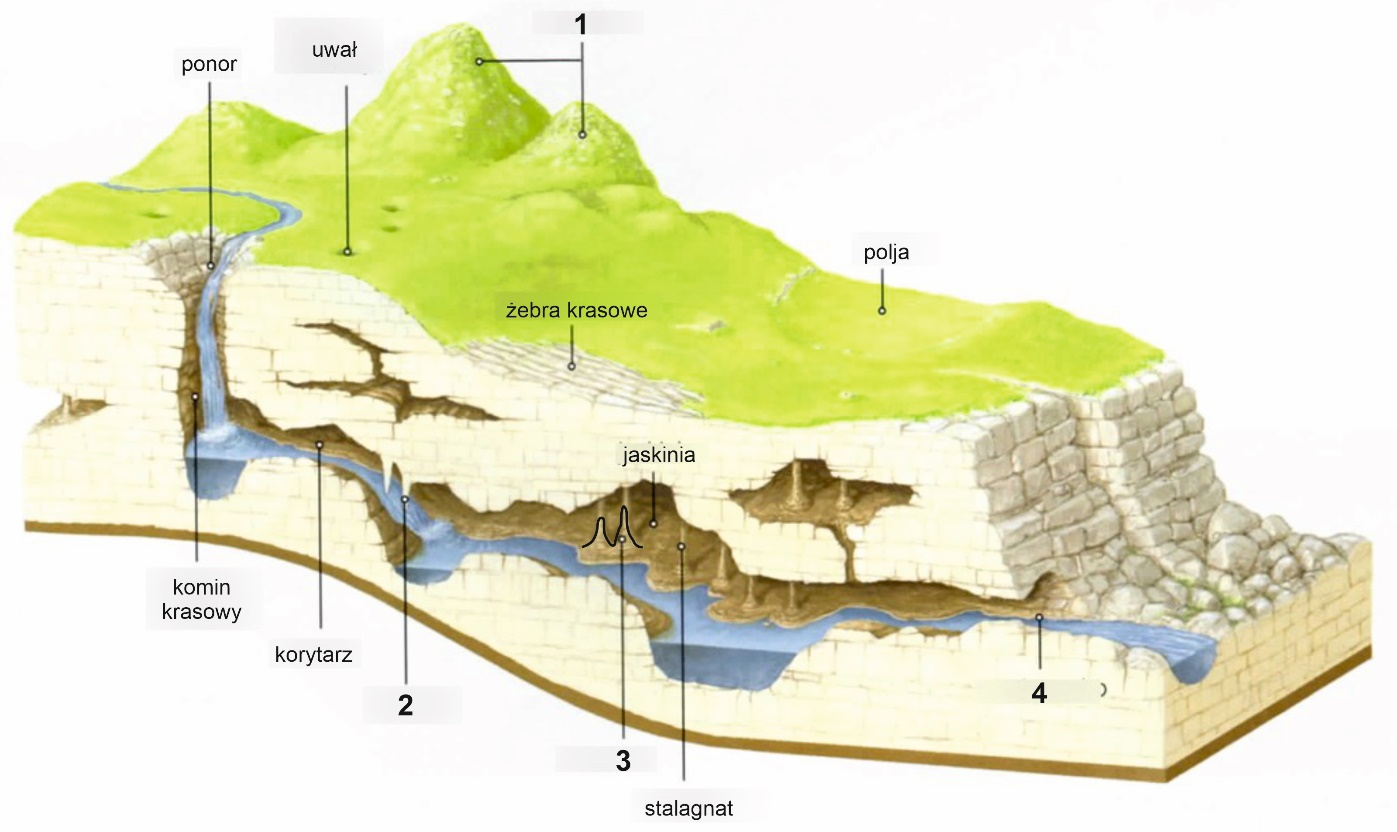 1
uwał
ponor
polja
żebra krasowe
jaskinia
komin
krasowy
korytarz
2
4
3
stalagnat